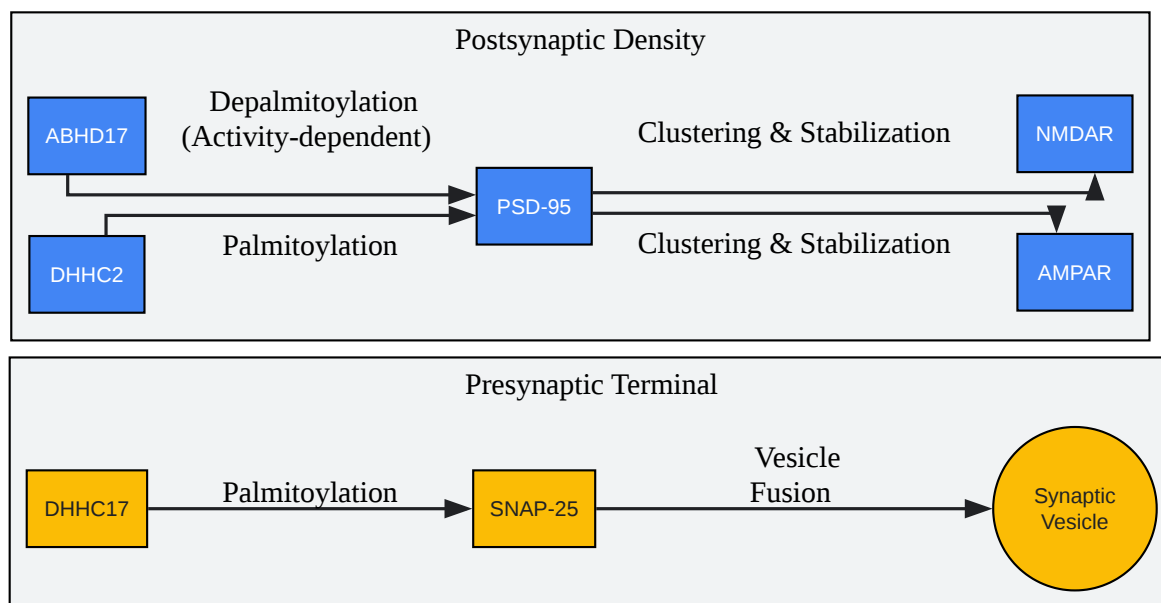 Postsynaptic Density
Depalmitoylation
(Activity-dependent)
ABHD17
Clustering & Stabilization
NMDAR
PSD-95
Palmitoylation
Clustering & Stabilization
DHHC2
AMPAR
Presynaptic Terminal
DHHC17
Palmitoylation
SNAP-25
Vesicle
Fusion
Synaptic
Vesicle